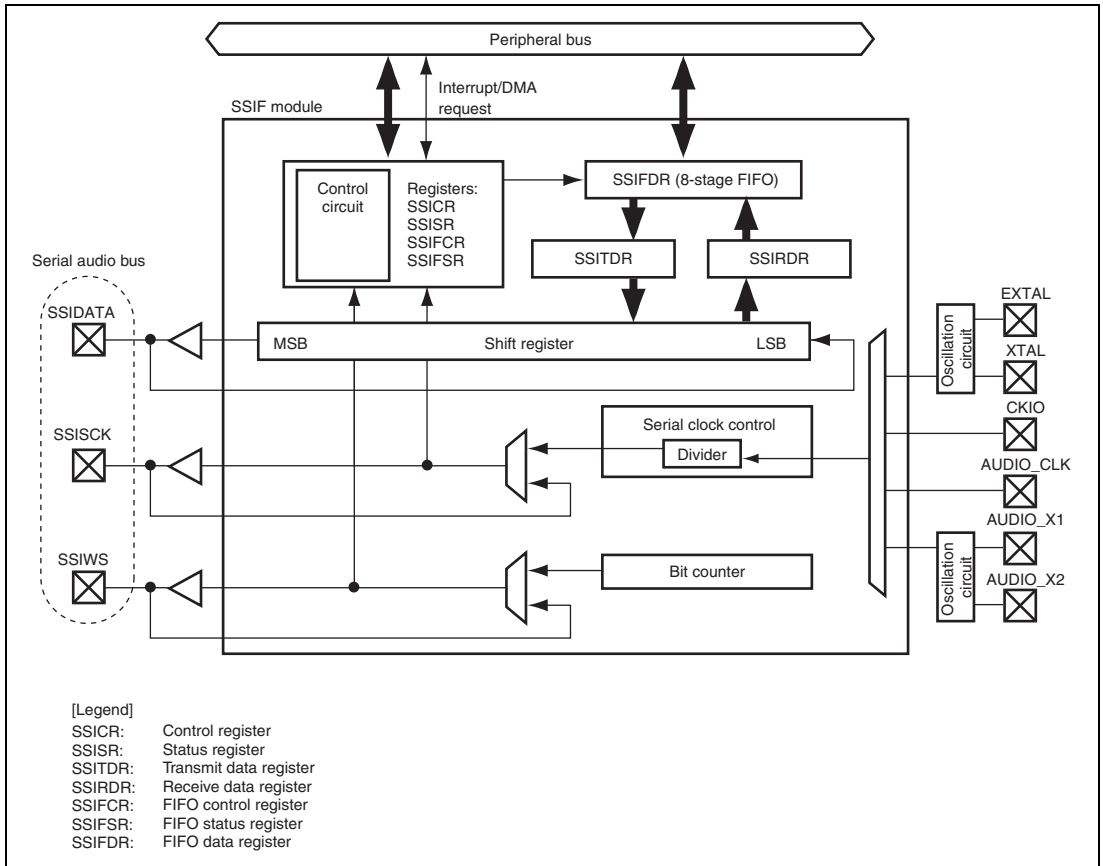 Peripheral bus
Interrupt/DMA
request
SSIF module
Control
circuit
Registers:
SSICR
SSISR
SSIFCR
SSIFSR
SSIFDR (8-stage FIFO)
SSITDR
SSIRDR
Serial audio bus
SSIDATA
MSB
Shift register
LSB
Oscillation
circuit
EXTAL
XTAL
CKIO
SSISCK
Serial clock control
Divider
AUDIO_CLK
AUDIO_X1
SSIWS
Bit counter
Oscillation
circuit
AUDIO_X2
[Legend]
SSICR: Control register
SSISR: Status register
SSITDR: Transmit data register
SSIRDR: Receive data register
SSIFCR: FIFO control register
SSIFSR: FIFO status register
SSIFDR: FIFO data register